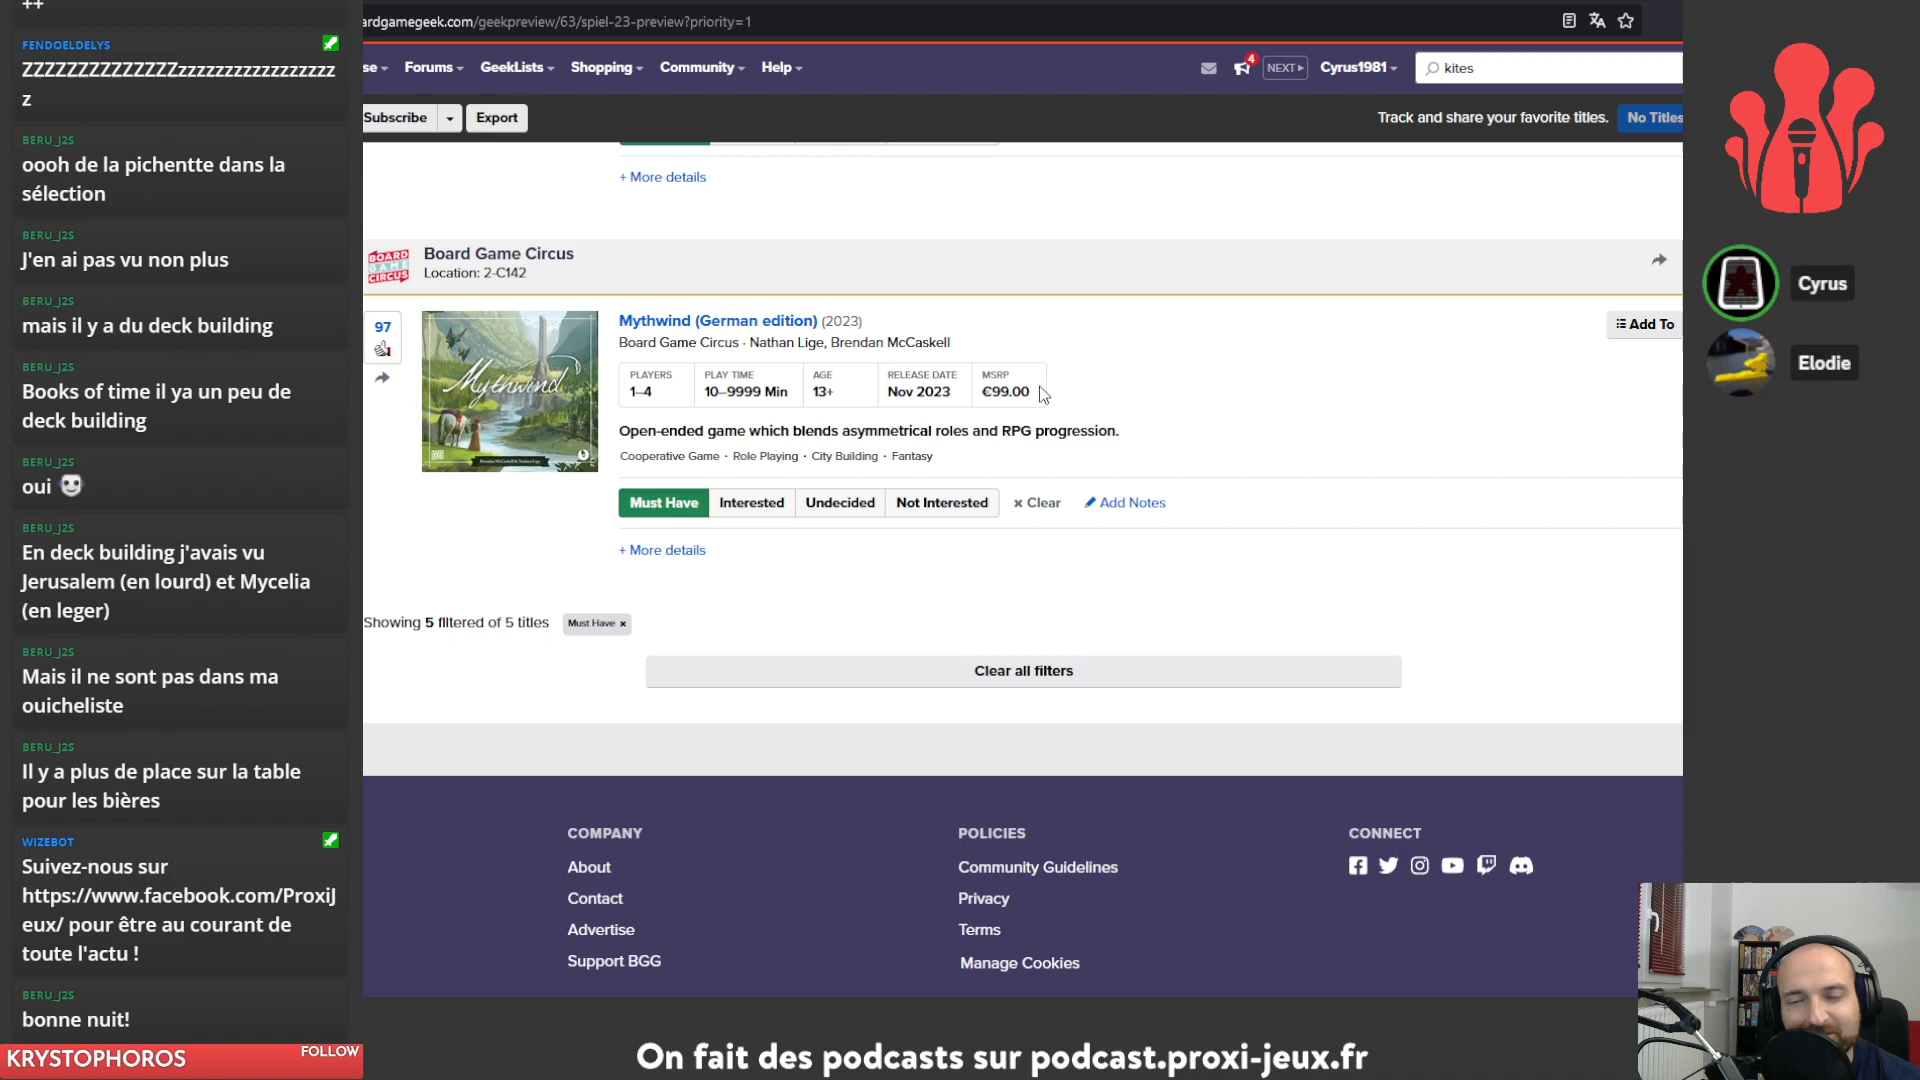 ++
FENDOELDELYS
ZZZZZZZZZZZZZZzzzzzzzzzzzzzzzzz
z
BERU_J2S
oooh de la pichentte dans la
sélection
BERU_J2S
J'en ai pas vu non plus
BERU_J2S
mais il y a du deck building
BERU_J2S
Books of time il ya un peu de
deck building
BERU_J2S
oui
BERU_J2S
En deck building j'avais vu
Jerusalem (en lourd) et Mycelia
(en leger)
BERU_J2S
Mais il ne sont pas dans ma
ouicheliste
BERU_J2S
Il y a plus de place sur la table
pour les bières
WIZEBOT
Suivez-nous sur
https://www.facebook.com/ProxiJ
eux/ pour être au courant de
toute l'actu !
BERU_J2S
bonne nuit!
KRYSTOPHOROS
FOLLOW
ardgamegeek.com/geekpreview/63/spiel-23-preview?priority=1
se Forums GeekLists Shopping Community Help
4
NEXT
Cyrus1981
kites
Subscribe
Export
Track and share your favorite titles.
No Titles
+ More details
BOARD GAME CIRCUS
Board Game Circus
Location: 2-C142
97
Mythwind
Mythwind (German edition) (2023)
Board Game Circus · Nathan Lige, Brendan McCaskell
Add To
PLAYERS
1–4
PLAY TIME
10–9999 Min
AGE
13+
RELEASE DATE
Nov 2023
MSRP
€99.00
Open-ended game which blends asymmetrical roles and RPG progression.
Cooperative Game · Role Playing · City Building · Fantasy
Must Have
Interested
Undecided
Not Interested
× Clear
Add Notes
+ More details
Showing 5 filtered of 5 titles
Must Have ×
Clear all filters
COMPANY
About
Contact
Advertise
Support BGG
POLICIES
Community Guidelines
Privacy
Terms
Manage Cookies
CONNECT
Cyrus
Elodie
On fait des podcasts sur podcast.proxi-jeux.fr